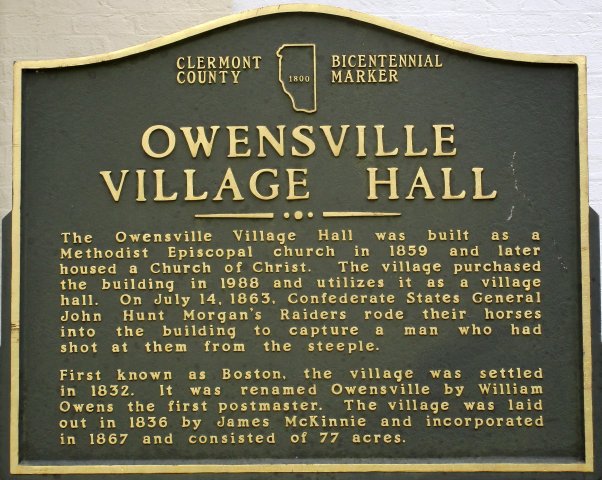 CLERMONT COUNTY 1800 BICENTENNIAL MARKER
OWENSVILLE
VILLAGE HALL
The Owensville Village Hall was built as a
Methodist Episcopal church in 1859 and later
housed a Church of Christ. The village purchased
the building in 1988 and utilizes it as a village
hall. On July 14, 1863, Confederate States General
John Hunt Morgan's Raiders rode their horses
into the building to capture a man who had
shot at them from the steeple.
First known as Boston, the village was settled
in 1832. It was renamed Owensville by William
Owens the first postmaster. The village was laid
out in 1836 by James McKinnie and incorporated
in 1867 and consisted of 77 acres.